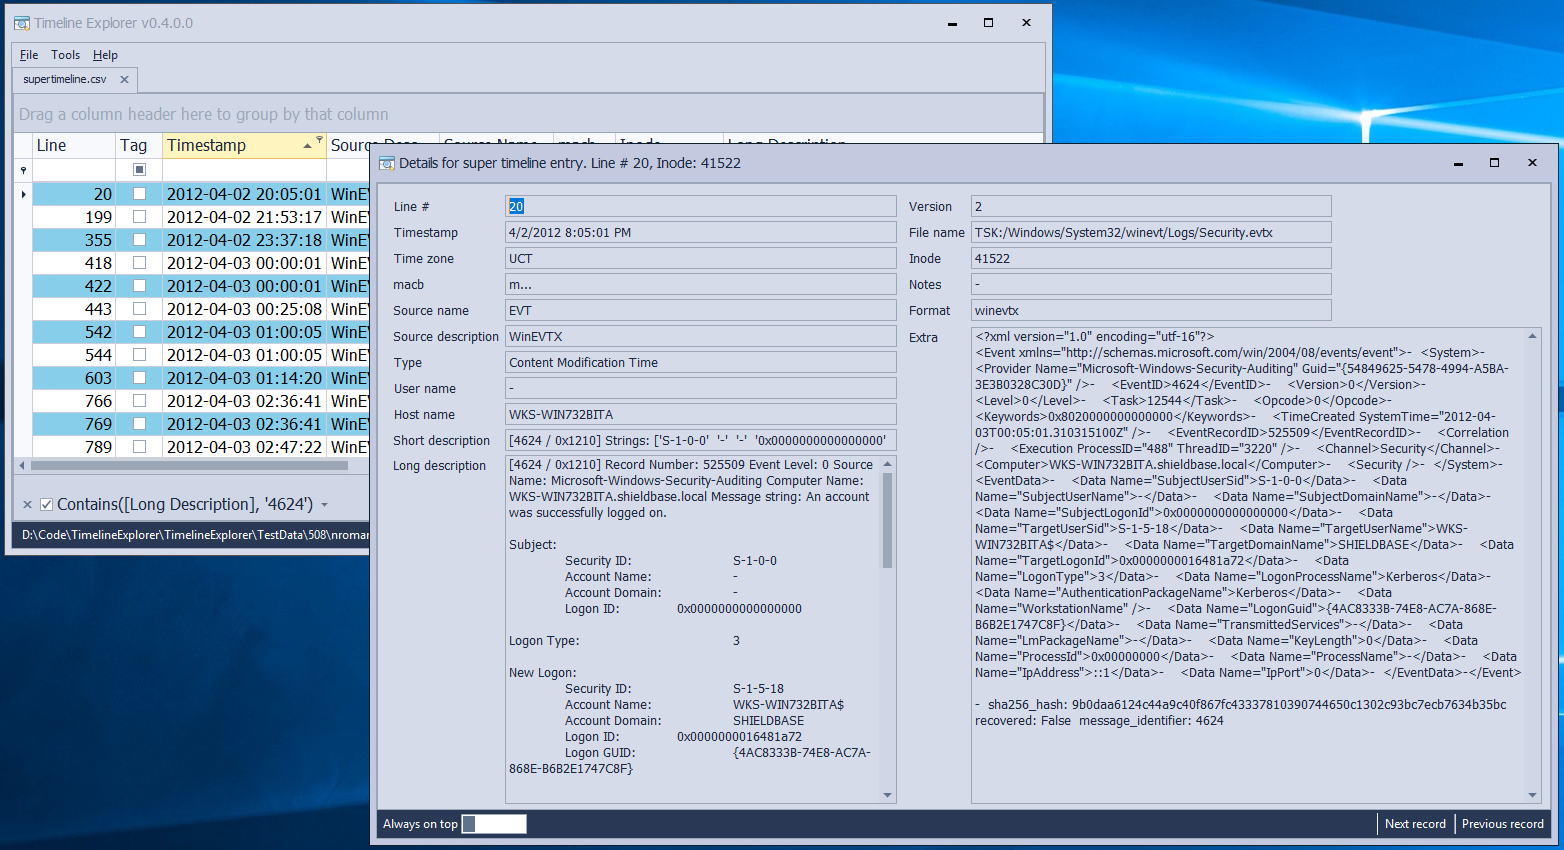 Timeline Explorer v0.4.0.0
File Tools Help
supertimeline.csv
Drag a column header here to group by that column
Line Tag Timestamp
20 2012-04-02 20:05:01
199 2012-04-02 21:53:17
355 2012-04-02 23:37:18
418 2012-04-03 00:00:01
422 2012-04-03 00:00:01
443 2012-04-03 00:25:08
542 2012-04-03 01:00:05
544 2012-04-03 01:00:05
603 2012-04-03 01:14:20
766 2012-04-03 02:36:41
769 2012-04-03 02:36:41
789 2012-04-03 02:47:22
Contains([Long Description], '4624')
D:\Code\TimelineExplorer\TimelineExplorer\TestData\508\nroman
Details for super timeline entry. Line # 20, Inode: 41522
Line # 20
Timestamp 4/2/2012 8:05:01 PM
Time zone UCT
macb m...
Source name EVT
Source description WinEVTX
Type Content Modification Time
User name -
Host name WKS-WIN732BITA
Short description [4624 / 0x1210] Strings: ['S-1-0-0' '-' '-' '0x0000000000000000'
Long description [4624 / 0x1210] Record Number: 525509 Event Level: 0 Source
Name: Microsoft-Windows-Security-Auditing Computer Name:
WKS-WIN732BITA.shieldbase.local Message string: An account
was successfully logged on.
Subject:
Security ID: S-1-0-0
Account Name: -
Account Domain: -
Logon ID: 0x0000000000000000
Logon Type: 3
New Logon:
Security ID: S-1-5-18
Account Name: WKS-WIN732BITA$
Account Domain: SHIELDBASE
Logon ID: 0x0000000016481a72
Logon GUID: {4AC8333B-74E8-AC7A-
868E-B6B2E1747C8F}
Version 2
File name TSK:/Windows/System32/winevt/Logs/Security.evtx
Inode 41522
Notes -
Format winevtx
Extra <?xml version="1.0" encoding="utf-16"?>
<Event xmlns="http://schemas.microsoft.com/win/2004/08/events/event">- <System>-
<Provider Name="Microsoft-Windows-Security-Auditing" Guid="{54849625-5478-4994-A5BA-
3E3B0328C30D}" />- <EventID>4624</EventID>- <Version>0</Version>-
<Level>0</Level>- <Task>12544</Task>- <Opcode>0</Opcode>-
<Keywords>0x8020000000000000</Keywords>- <TimeCreated SystemTime="2012-04-
03T00:05:01.310315100Z" />- <EventRecordID>525509</EventRecordID>- <Correlation
/>- <Execution ProcessID="488" ThreadID="3220" />- <Channel>Security</Channel>-
<Computer>WKS-WIN732BITA.shieldbase.local</Computer>- <Security />- </System>-
<EventData>- <Data Name="SubjectUserSid">S-1-0-0</Data>- <Data
Name="SubjectUserName">-</Data>- <Data Name="SubjectDomainName">-</Data>-
<Data Name="SubjectLogonId">0x0000000000000000</Data>- <Data
Name="TargetUserSid">S-1-5-18</Data>- <Data Name="TargetUserName">WKS-
WIN732BITA$</Data>- <Data Name="TargetDomainName">SHIELDBASE</Data>- <Data
Name="TargetLogonId">0x0000000016481a72</Data>- <Data
Name="LogonType">3</Data>- <Data Name="LogonProcessName">Kerberos</Data>-
<Data Name="AuthenticationPackageName">Kerberos</Data>- <Data
Name="WorkstationName" />- <Data Name="LogonGuid">{4AC8333B-74E8-AC7A-868E-
B6B2E1747C8F}</Data>- <Data Name="TransmittedServices">-</Data>- <Data
Name="LmPackageName">-</Data>- <Data Name="KeyLength">0</Data>- <Data
Name="ProcessId">0x00000000</Data>- <Data Name="ProcessName">-</Data>- <Data
Name="IpAddress">::1</Data>- <Data Name="IpPort">0</Data>- </EventData>-</Event>
- sha256_hash: 9b0daa6124c44a9c40f867fc43337810390744650c1302c93bc7ecb7634b35bc
recovered: False message_identifier: 4624
Always on top
Next record Previous record